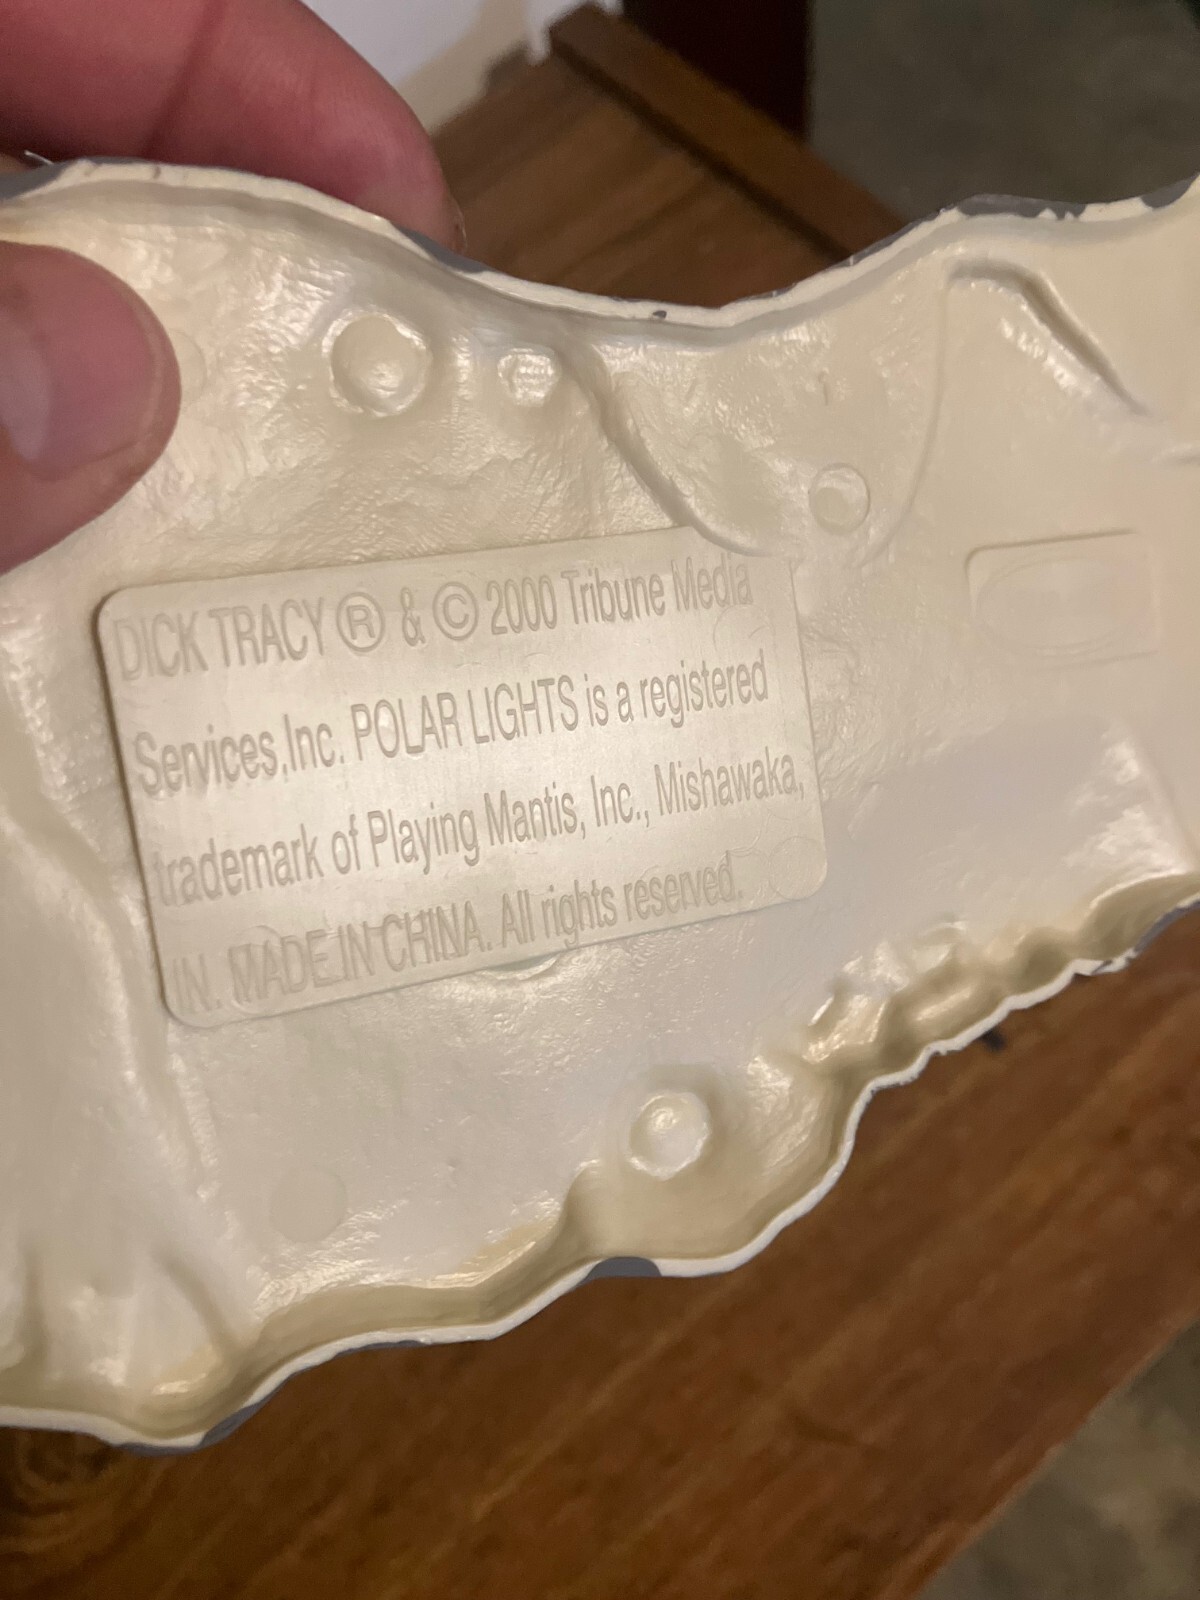 DICK TRACY ® & © 2000 Tribune Media
Services,Inc. POLAR LIGHTS is a registered
trademark of Playing Mantis, Inc., Mishawaka,
IN. MADE IN CHINA. All rights reserved.